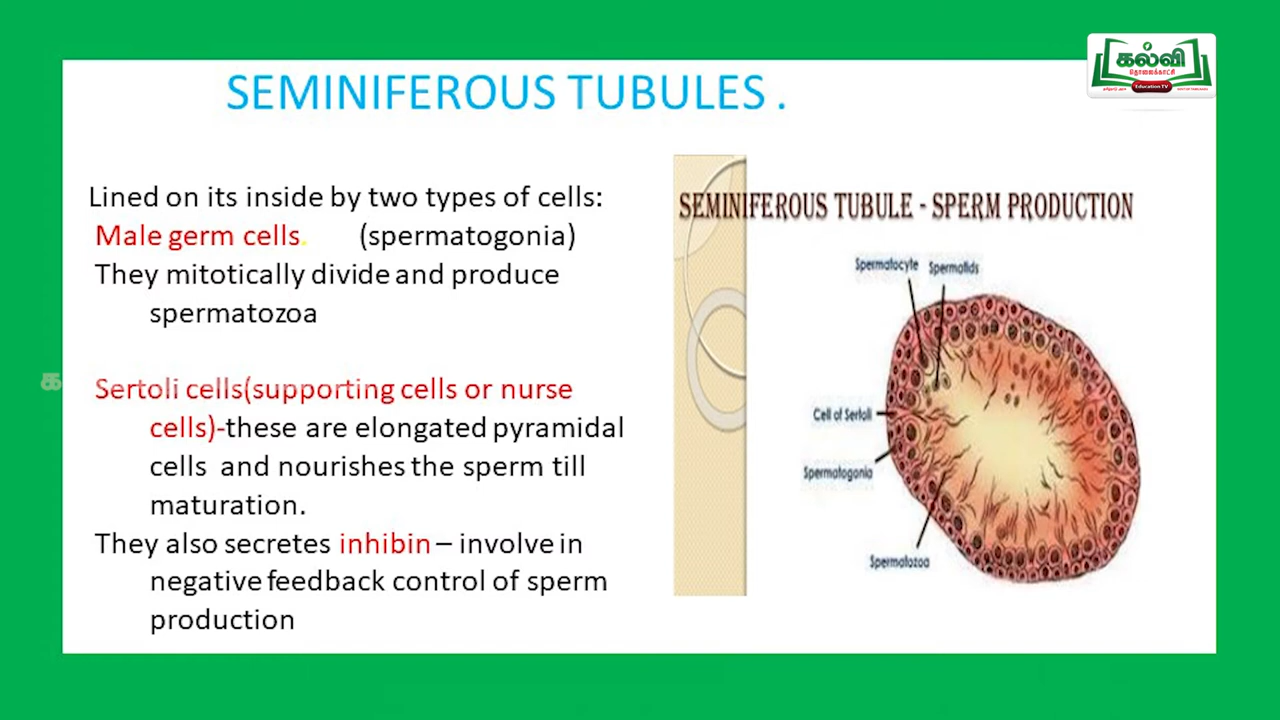 கல்வி
தொலைக்காட்சி
Education TV
SEMINIFEROUS TUBULES .
Lined on its inside by two types of cells:
Male germ cells. (spermatogonia)
They mitotically divide and produce
spermatozoa
Sertoli cells(supporting cells or nurse
cells)-these are elongated pyramidal
cells and nourishes the sperm till
maturation.
They also secretes inhibin – involve in
negative feedback control of sperm
production
SEMINIFEROUS TUBULE - SPERM PRODUCTION
Spermatocyte
Spermatids
Cell of Sertoli
Spermatogonia
Spermatozoa